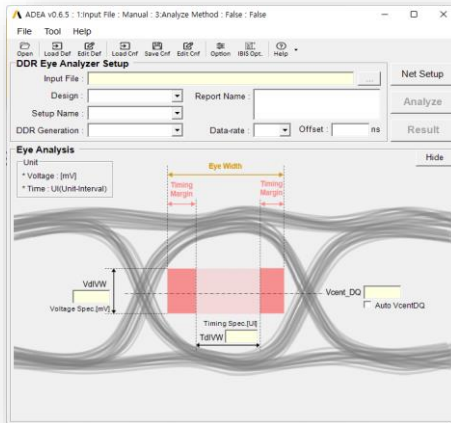 ADEA v0.6.5 : 1:Input File : Manual : 3:Analyze Method : False : False
File Tool Help
Open Load Def Edit Def Load Cnf Save Cnf Edit Cnf Option IBIS Opt. Help
DDR Eye Analyzer Setup
Input File : ... Net Setup
Design : Report Name : Analyze
Setup Name :
DDR Generation : Data-rate : Offset : ns Result
Eye Analysis
Hide
Unit
* Voltage : [mV]
* Time : UI(Unit-Interval)
Eye Width
Timing Margin
Timing Margin
VdIVW
Voltage Spec.[mV]
Vcent_DQ
Auto VcentDQ
Timing Spec.[UI]
TdIVW